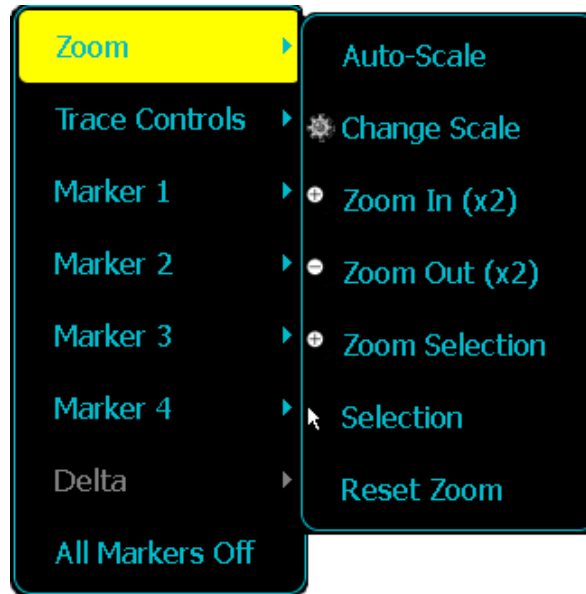 Zoom
Trace Controls
Marker 1
Marker 2
Marker 3
Marker 4
Delta
All Markers Off
Auto-Scale
Change Scale
Zoom In (x2)
Zoom Out (x2)
Zoom Selection
Selection
Reset Zoom